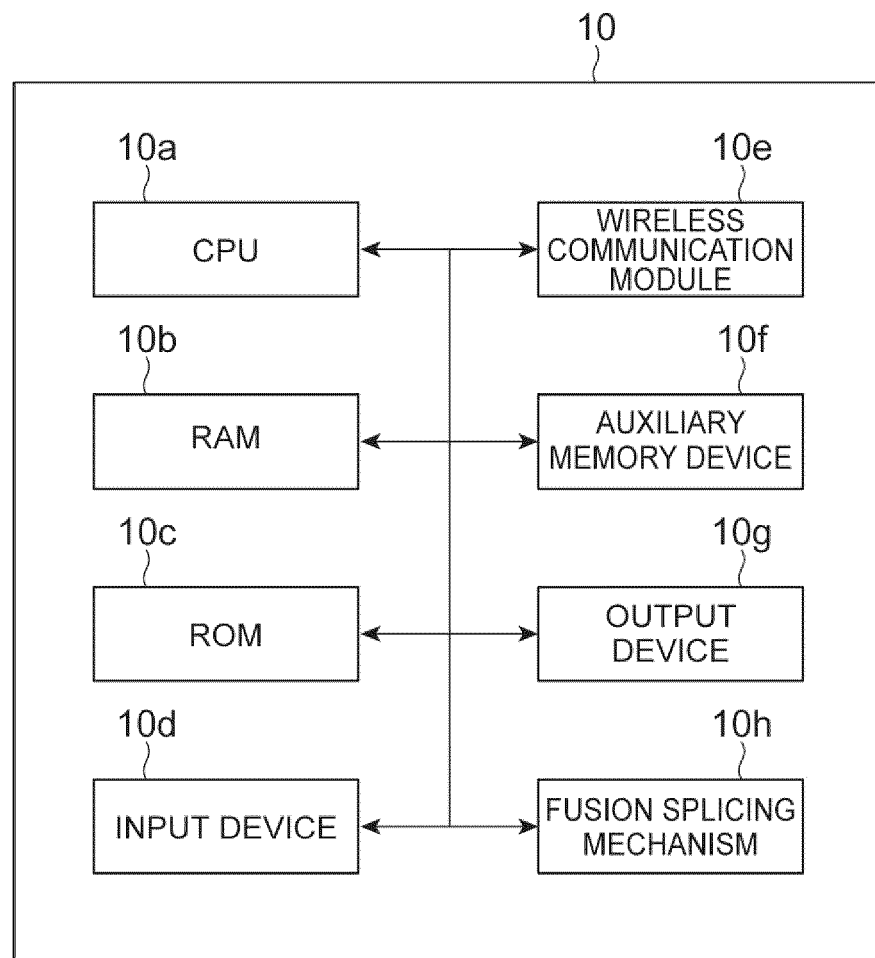 10
10a
CPU
10e
WIRELESS
COMMUNICATION
MODULE
10b
RAM
10f
AUXILIARY
MEMORY DEVICE
10c
ROM
10g
OUTPUT
DEVICE
10d
INPUT DEVICE
10h
FUSION SPLICING
MECHANISM